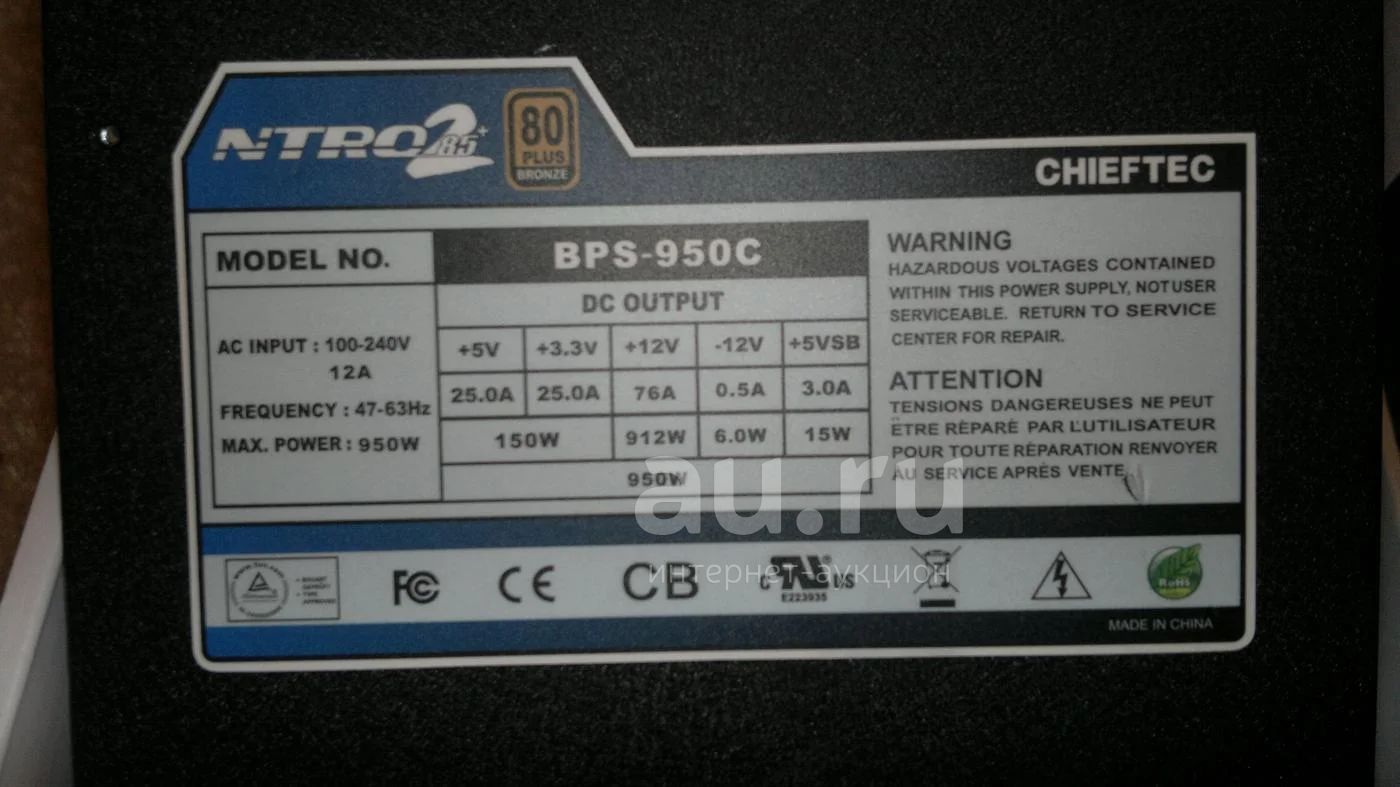 NITRO2 85+
80
PLUS
BRONZE
CHIEFTEC
MODEL NO.
BPS-950C
DC OUTPUT
AC INPUT : 100-240V
12A
FREQUENCY : 47-63Hz
MAX. POWER : 950W
+5V +3.3V +12V -12V +5VSB
25.0A 25.0A 76A 0.5A 3.0A
150W 912W 6.0W 15W
950W
WARNING
HAZARDOUS VOLTAGES CONTAINED
WITHIN THIS POWER SUPPLY, NOT USER
SERVICEABLE. RETURN TO SERVICE
CENTER FOR REPAIR.
ATTENTION
TENSIONS DANGEREUSES NE PEUT
ÊTRE RÉPARÉ PAR L'UTILISATEUR
POUR TOUTE RÉPARATION RENVOYER
AU SERVICE APRÈS VENTE
au.ru
интернет-аукцион
FC
CE
CB
c US
E223935
RoHS
MADE IN CHINA